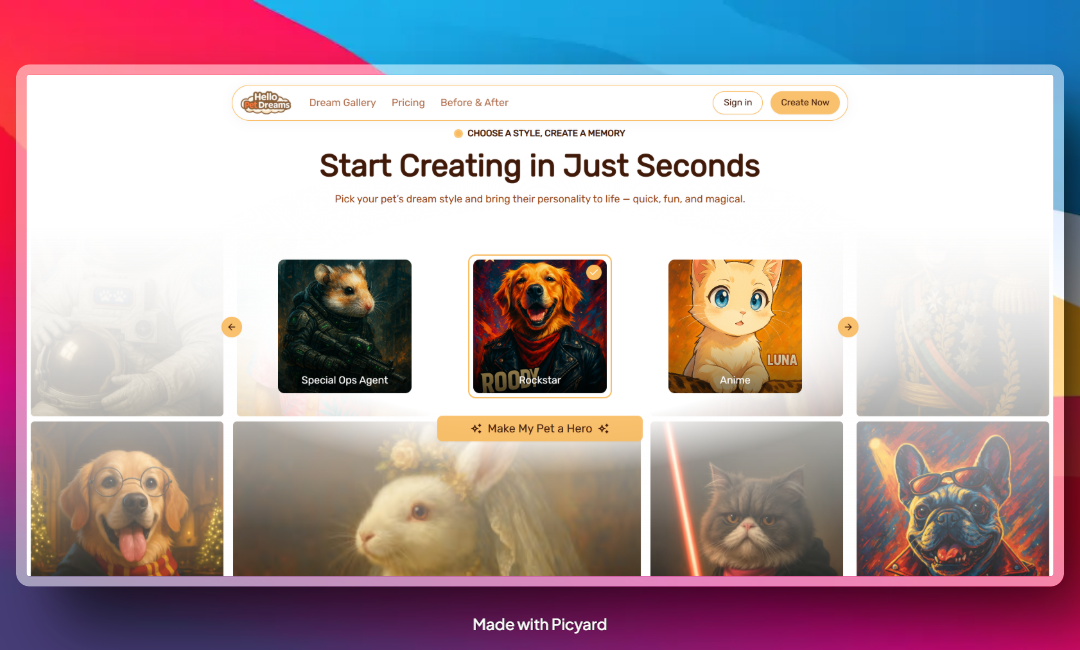 Hello
PetDreams
Dream Gallery
Pricing
Before & After
Sign in
Create Now
CHOOSE A STYLE, CREATE A MEMORY
Start Creating in Just Seconds
Pick your pet's dream style and bring their personality to life — quick, fun, and magical.
Special Ops Agent
ROODY
Rockstar
LUNA
Anime
Make My Pet a Hero
Made with Picyard